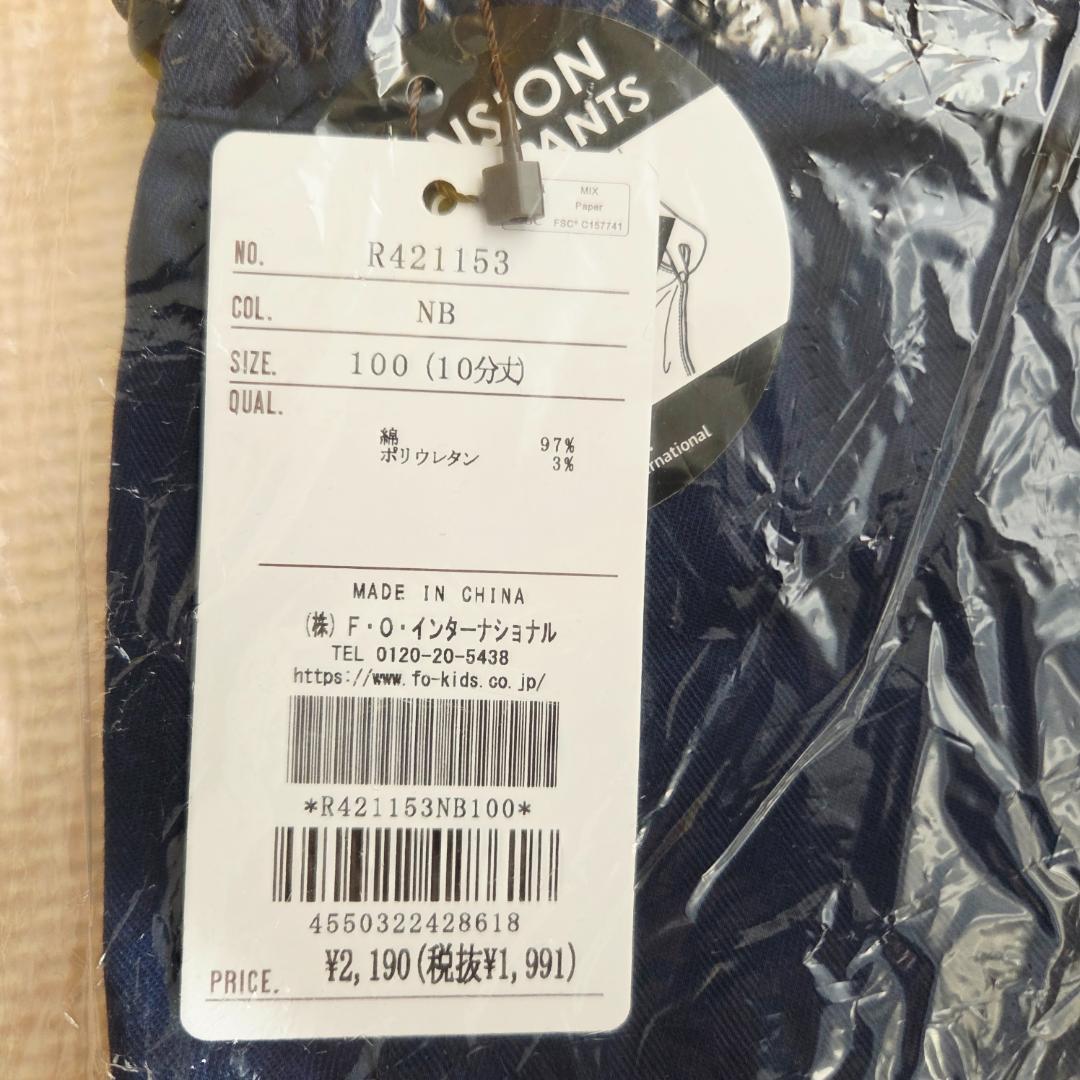 NSION
PANTS
MIX
Paper
FSC® C157741
NO. R421153
COL. NB
SIZE. 100 (10分丈)
QUAL.
綿 97%
ポリウレタン 3%
MADE IN CHINA
(株) F・O・インターナショナル
TEL 0120-20-5438
https://www.fo-kids.co.jp/
*R421153NB100*
4550322428618
PRICE. ¥2,190(税抜¥1,991)
rnational